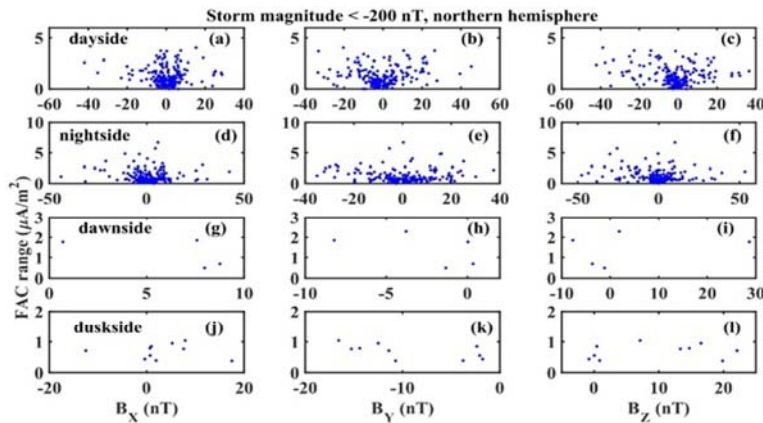 Storm magnitude < -200 nT, northern hemisphere
FAC range (μA/m²)
5
0
dayside (a)
-60 -40 -20 0 20 40
5
0
(b)
-40 -20 0 20 40 60
5
0
(c)
-60 -40 -20 0 20 40
10
5
0
nightside (d)
-50 0 50
10
5
0
(e)
-40 -20 0 20 40
10
5
0
(f)
-50 0 50
3
2
1
0
dawnside (g)
0 5 10
3
2
1
0
(h)
-10 -5 0
3
2
1
0
(i)
-10 0 10 20 30
2
1
0
duskside (j)
-20 -10 0 10 20
B_X (nT)
2
1
0
(k)
-20 -10 0
B_Y (nT)
2
1
0
(l)
0 10 20
B_Z (nT)